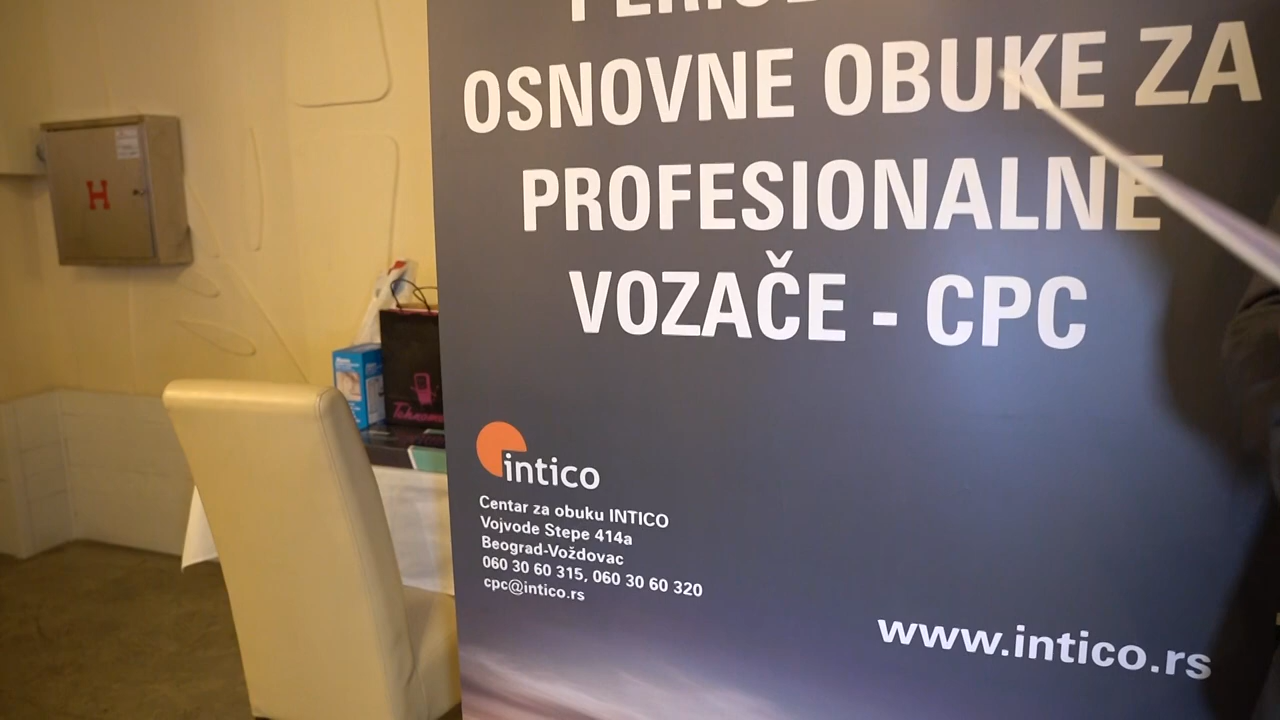 OSNOVNE OBUKE ZA
PROFESIONALNE
VOZAČE - CPC
intico
Centar za obuku INTICO
Vojvode Stepe 414a
Beograd-Voždovac
060 30 60 315, 060 30 60 320
cpc@intico.rs
www.intico.rs
H